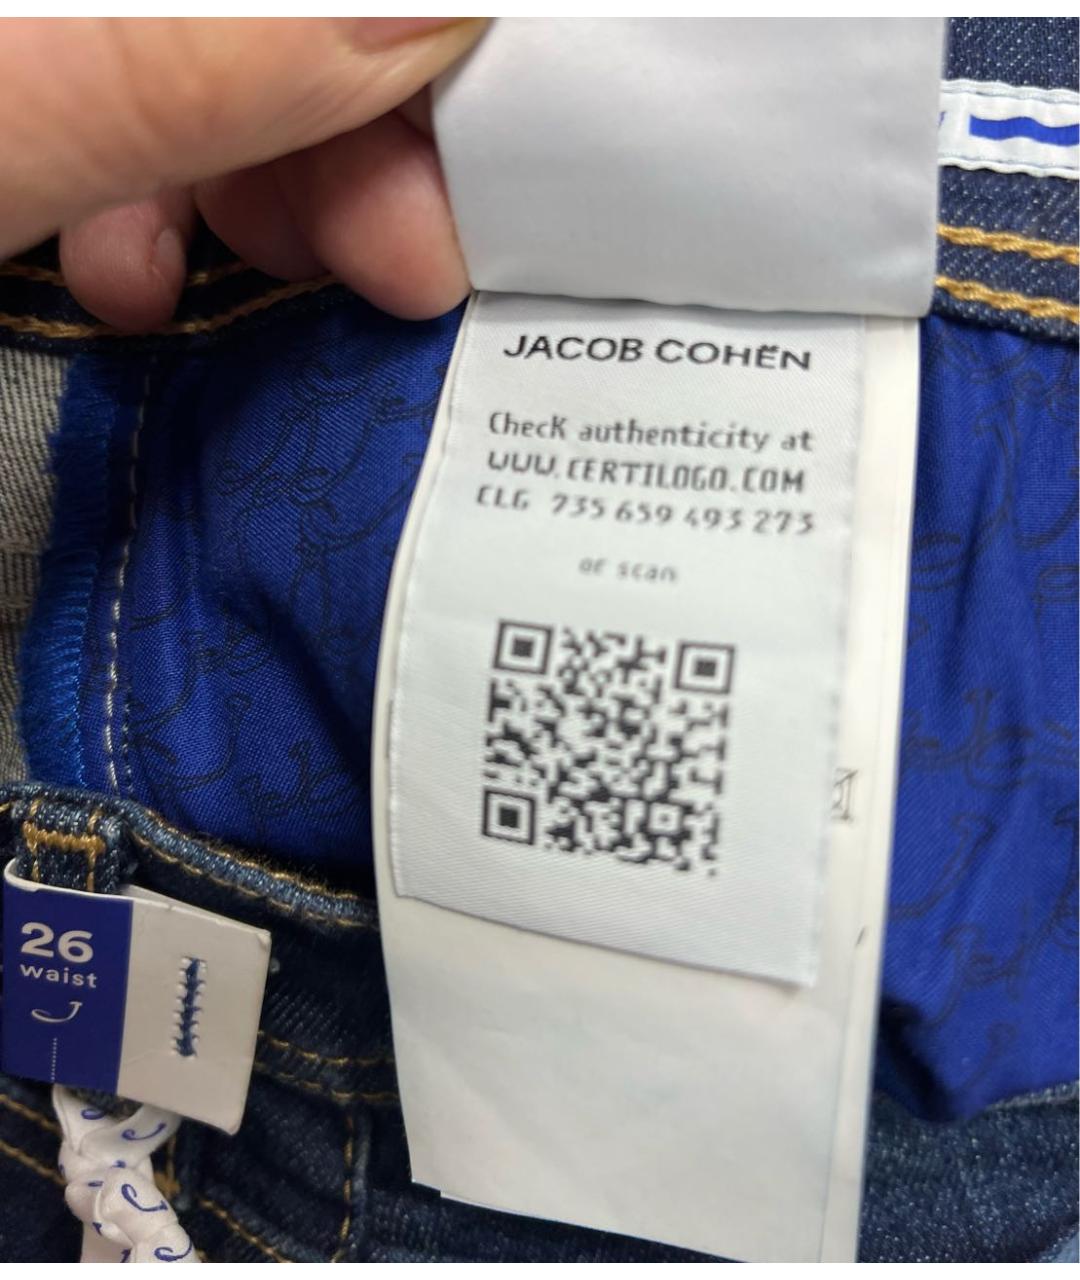 JACOB COHËN
Check authenticity at
WWW.CERTILOGO.COM
CLG 735 659 493 273
or scan
26
waist